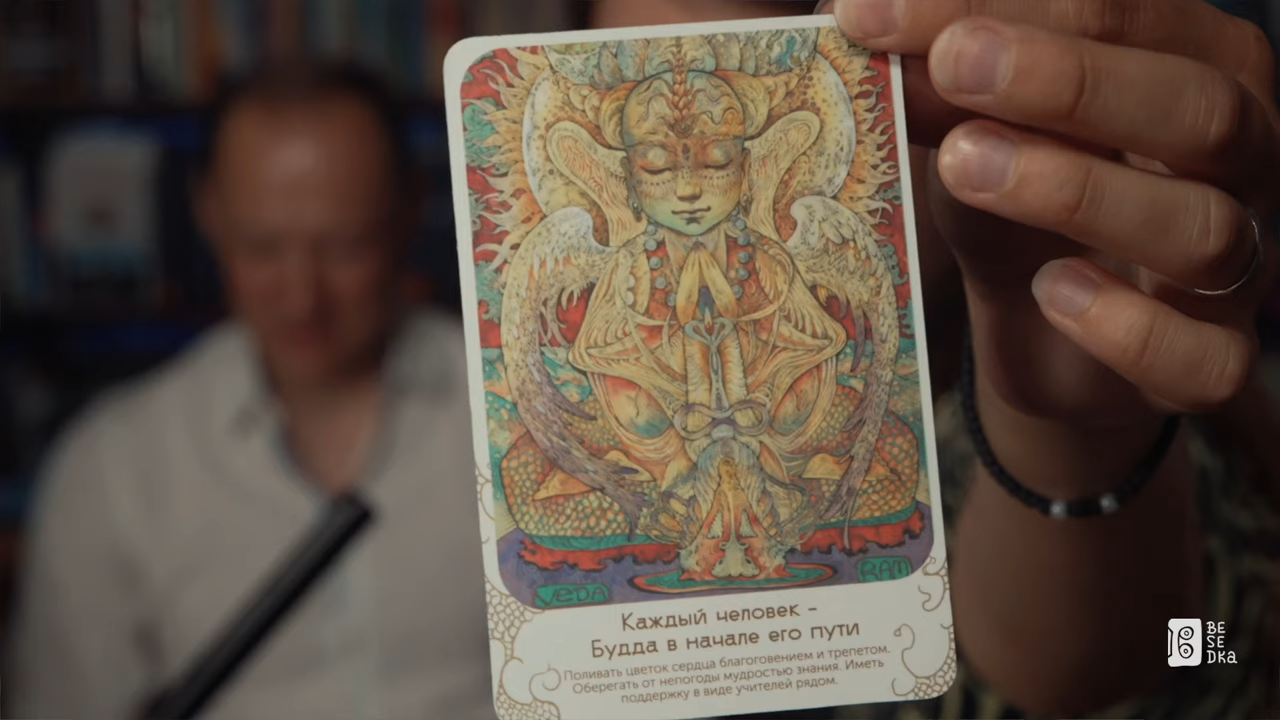 VEDA
RAM
Каждый человек –
Будда в начале его пути
Поливать цветок сердца благоговением и трепетом.
Оберегать от непогоды мудростью знания. Иметь
поддержку в виде учителей рядом.
BE
SE
DKA